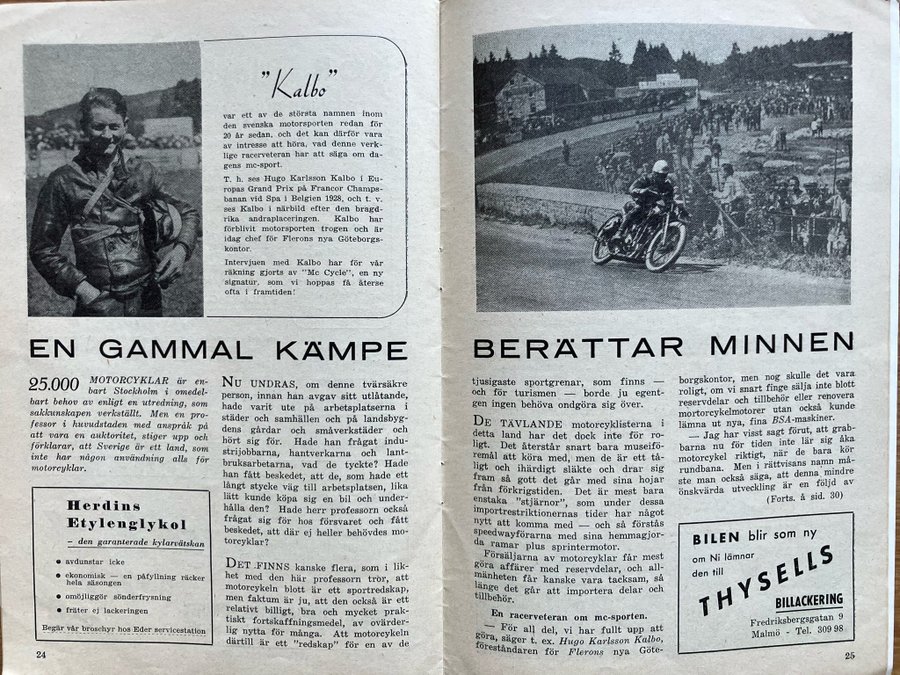 "Kalbo"
var ett av de största namnen inom
den svenska motorsporten redan för
20 år sedan, och det kan därför vara
av intresse att höra, vad denne verk-
lige racerveteran har att säga om da-
gens mc-sport.
T. h. ses Hugo Karlsson Kalbo i Eu-
ropas Grand Prix på Francor Champs-
banan vid Spa i Belgien 1928, och t. v.
ses Kalbo i närbild efter den bragd-
rika andraplaceringen. Kalbo har
förblivit motorsporten trogen och är
idag chef för Flerons nya Göteborgs-
kontor.
Intervjuen med Kalbo har för vår
räkning gjorts av "Mc Cycle", en ny
signatur, som vi hoppas få återse
ofta i framtiden!
EN GAMMAL KÄMPE
25.000 MOTORCYKLAR är en-
bart Stockholm i omedel-
bart behov av enligt en utredning, som
sakkunskapen verkställt. Men en pro-
fessor i huvudstaden med anspråk på
att vara en auktoritet, stiger upp och
förklarar, att Sverige är ett land, som
inte har någon användning alls för
motorcyklar.
Herdins
Etylenglykol
– den garanterade kylarvätskan
• avdunstar icke
• ekonomisk — en påfyllning räcker
hela säsongen
• omöjliggör sönderfrysning
• fräter ej lackeringen
Begär vår broschyr hos Eder servicestation
24
NU UNDRAS, om denne tvärsäkre
person, innan han avgav sitt utlåtande,
hade varit ute på arbetsplatserna i
städer och samhällen och på landsbyg-
dens gårdar och småverkstäder och
hört sig för. Hade han frågat indu-
strijobbarna, hantverkarna och lant-
bruksarbetarna, vad de tyckte? Hade
han fått beskedet, att de, som hade ett
långt stycke väg till arbetsplatsen, lika
lätt kunde köpa sig en bil och under-
hålla den? Hade herr professorn också
frågat sig för hos försvaret och fått
beskedet, att där ej heller behövdes mo-
torcyklar?
DET FINNS kanske flera, som i lik-
het med den här professorn tror, att
motorcykeln blott är en sportredskap,
men faktum är ju, att den också är ett
relativt billigt, bra och mycket prak-
tiskt fortskaffningsmedel, av ovärder-
lig nytta för många. Att motorcykeln
därtill är ett "redskap" för en av de
BERÄTTAR MINNEN
tjusigaste sportgrenar, som finns —
och för turismen — borde ju egent-
ligen ingen behöva ondgöra sig över.
DE TÄVLANDE motorcyklisterna i
detta land har det dock inte för ro-
ligt. Det återstår snart bara museifö-
remål att köra med, men de är ett tå-
ligt och ihärdigt släkte och drar sig
fram så gott det går med sina hojar
från förkrigstiden. Det är mest bara
enstaka "stjärnor", som under dessa
importrestriktionernas tider har något
nytt att komma med — och så förstås
speedwayförarna med sina hemmagjor-
da ramar plus sprintermotor.
Försäljarna av motorcyklar får mest
göra affärer med reservdelar, och all-
mänheten får kanske vara tacksam, så
länge det går att importera delar och
tillbehör.
En racerveteran om mc-sporten.
— För all del, vi har fullt upp att
göra, säger t. ex. Hugo Karlsson Kalbo,
föreståndaren för Flerons nya Göte-
borgskontor, men nog skulle det vara
roligt, om vi snart finge sälja inte blott
reservdelar och tillbehör eller renovera
mortorcykelmotorer utan också kunde
lämna ut nya, fina BSA-maskiner.
— Jag har visst sagt förut, att grab-
barna nu för tiden inte lär sig åka
motorcykel riktigt, när de bara kör
rundbana. Men i rättvisans namn må-
ste man också säga, att denna mindre
önskvärda utveckling är en följd av
(Forts. å sid. 30)
BILEN blir som ny
om Ni lämnar
den till
THYSELLS
BILLACKERING
Fredriksbergsgatan 9
Malmö - Tel. 309 98
25